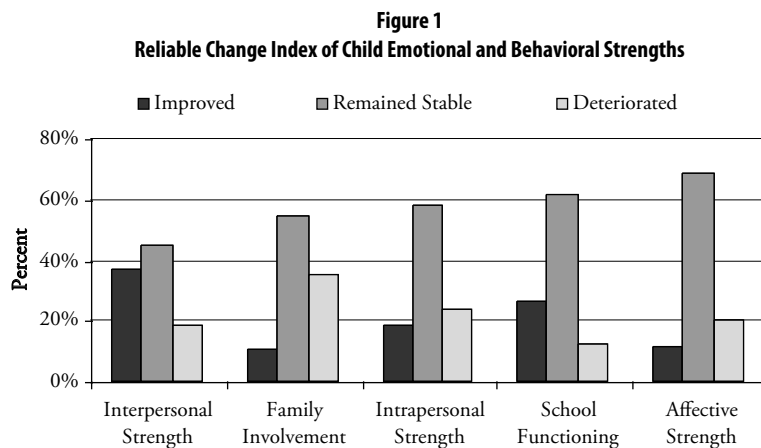 Figure 1
Reliable Change Index of Child Emotional and Behavioral Strengths
Improved Remained Stable Deteriorated
80%
60%
40%
20%
0%
Percent
Interpersonal Strength
Family Involvement
Intrapersonal Strength
School Functioning
Affective Strength